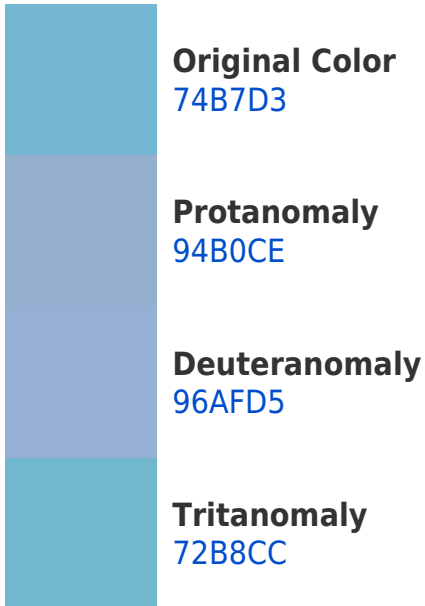 Original Color
74B7D3
Protanomaly
94B0CE
Deuteranomaly
96AFD5
Tritanomaly
72B8CC